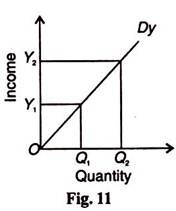 Dy
Y₂
Income
Y₁
O
Q₁ Q₂
Quantity
Fig. 11